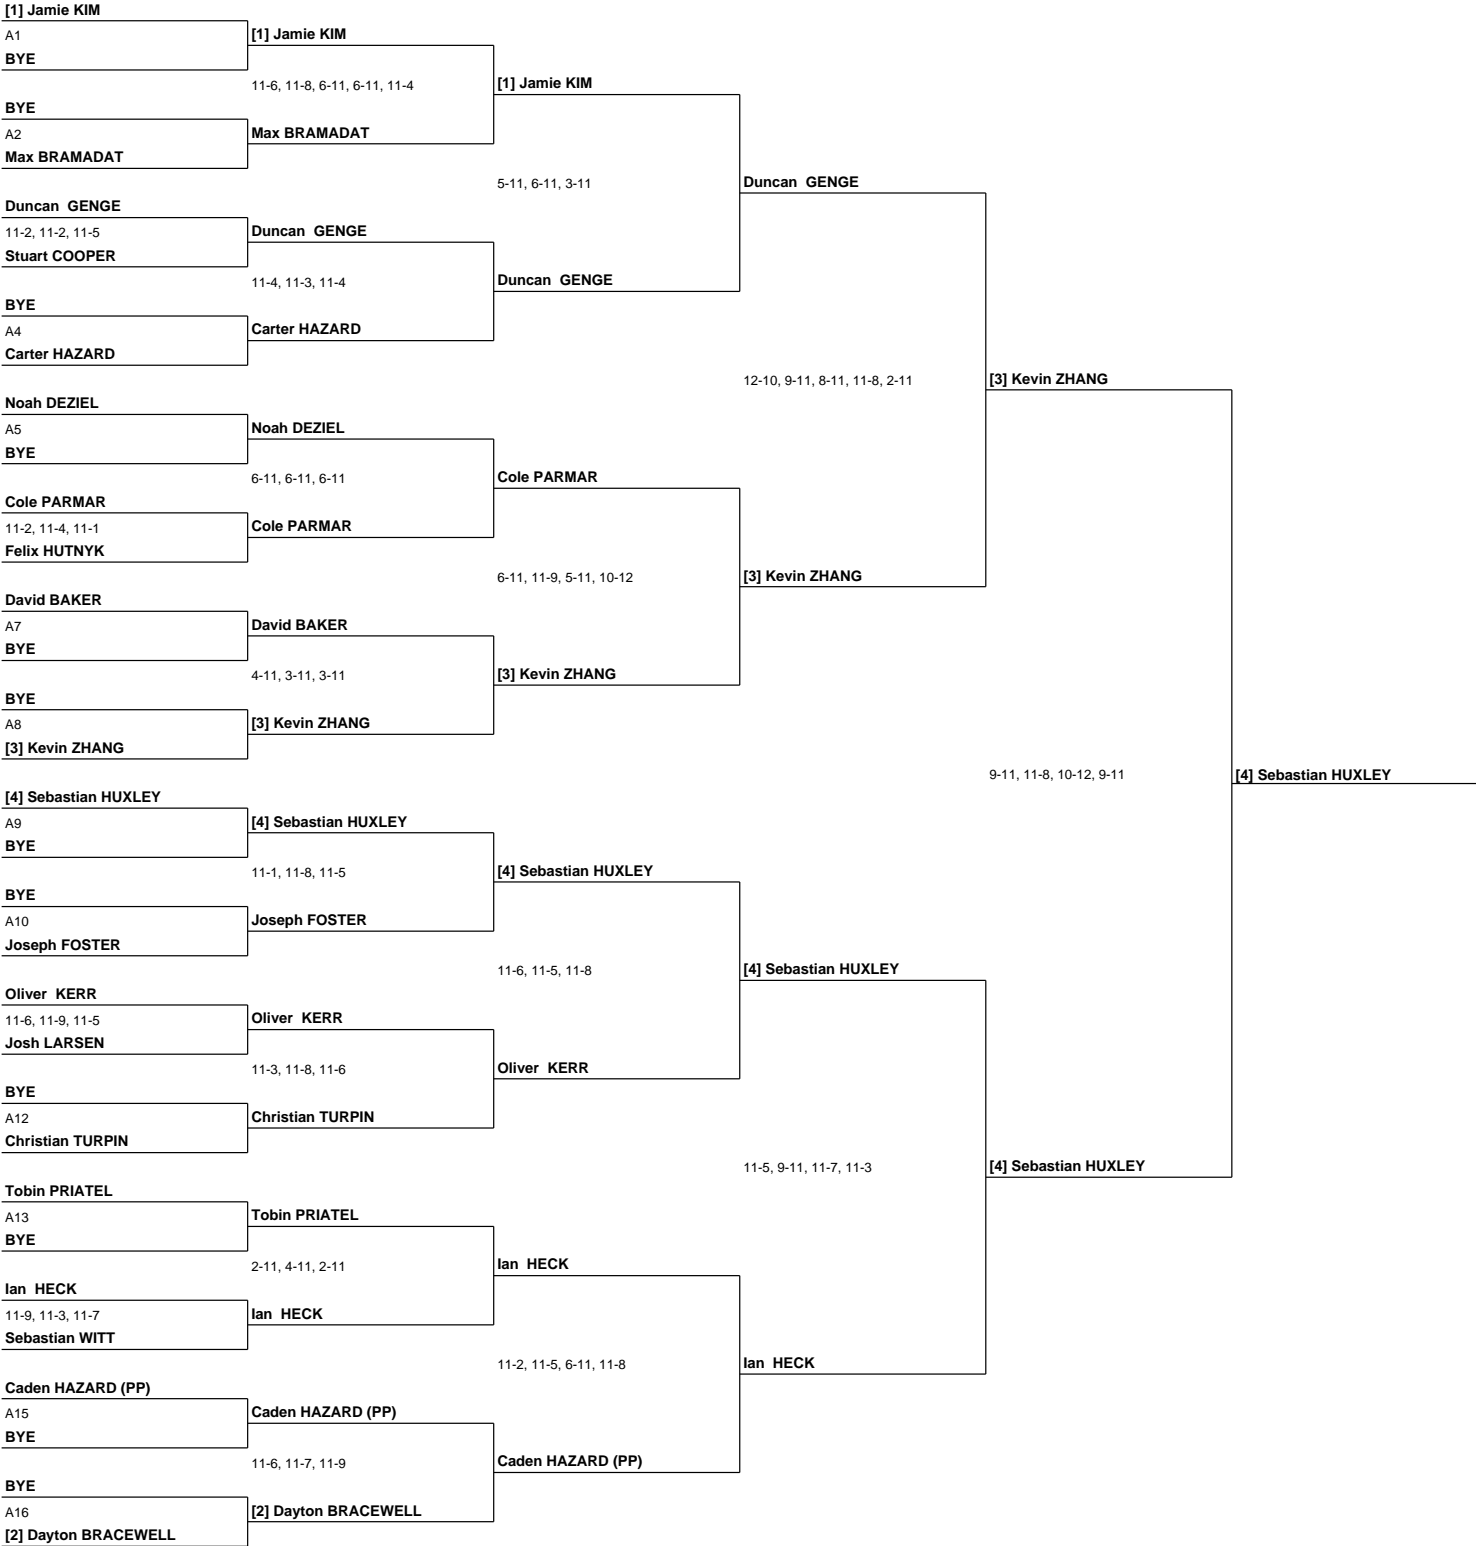 [1] Jamie KIM
A1
BYE
BYE
A2
Max BRAMADAT
Duncan  GENGE
11-2, 11-2, 11-5
Stuart COOPER
BYE
A4
Carter HAZARD
Noah DEZIEL
A5
BYE
Cole PARMAR
11-2, 11-4, 11-1
Felix HUTNYK
David BAKER
A7
BYE
BYE
A8
[3] Kevin ZHANG
[4] Sebastian HUXLEY
A9
BYE
BYE
A10
Joseph FOSTER
Oliver  KERR
11-6, 11-9, 11-5
Josh LARSEN
BYE
A12
Christian TURPIN
Tobin PRIATEL
A13
BYE
Ian  HECK
11-9, 11-3, 11-7
Sebastian WITT
Caden HAZARD (PP)
A15
BYE
BYE
A16
[2] Dayton BRACEWELL
[1] Jamie KIM
11-6, 11-8, 6-11, 6-11, 11-4
Max BRAMADAT
Duncan  GENGE
11-4, 11-3, 11-4
Carter HAZARD
Noah DEZIEL
6-11, 6-11, 6-11
Cole PARMAR
David BAKER
4-11, 3-11, 3-11
[3] Kevin ZHANG
[4] Sebastian HUXLEY
11-1, 11-8, 11-5
Joseph FOSTER
Oliver  KERR
11-3, 11-8, 11-6
Christian TURPIN
Tobin PRIATEL
2-11, 4-11, 2-11
Ian  HECK
Caden HAZARD (PP)
11-6, 11-7, 11-9
[2] Dayton BRACEWELL
[1] Jamie KIM
5-11, 6-11, 3-11
Duncan  GENGE
Cole PARMAR
6-11, 11-9, 5-11, 10-12
[3] Kevin ZHANG
[4] Sebastian HUXLEY
11-6, 11-5, 11-8
Oliver  KERR
Ian  HECK
11-2, 11-5, 6-11, 11-8
Caden HAZARD (PP)
Duncan  GENGE
12-10, 9-11, 8-11, 11-8, 2-11
[3] Kevin ZHANG
[4] Sebastian HUXLEY
11-5, 9-11, 11-7, 11-3
Ian  HECK
[3] Kevin ZHANG
9-11, 11-8, 10-12, 9-11
[4] Sebastian HUXLEY
[4] Sebastian HUXLEY